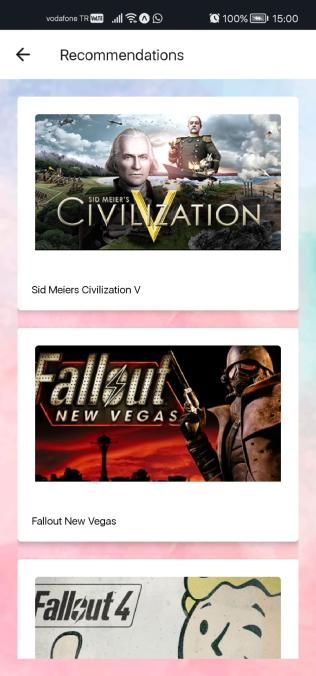 vodafone TR VoLTE 100% 15:00
Recommendations
SID MEIER'S
CIVILIZATION
V
Sid Meiers Civilization V
Fallout
NEW VEGAS
Fallout New Vegas
Fallout 4